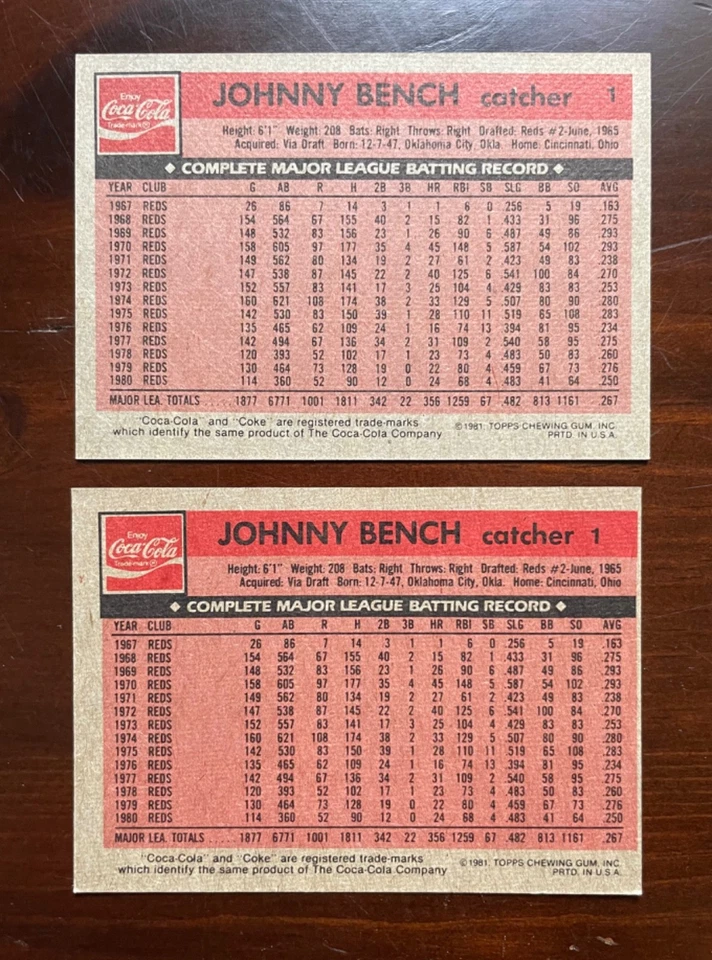 Enjoy
Coca-Cola
Trade-mark®
JOHNNY BENCH catcher 1
Height: 6'1" Weight: 208 Bats: Right Throws: Right Drafted: Reds #2-June, 1965
Acquired: Via Draft Born: 12-7-47, Oklahoma City, Okla. Home: Cincinnati, Ohio
◆ COMPLETE MAJOR LEAGUE BATTING RECORD ◆
YEAR CLUB G AB R H 2B 3B HR RBI SB SLG BB SO AVG
1967 REDS 26 86 7 14 3 1 1 6 0 .256 5 19 .163
1968 REDS 154 564 67 155 40 2 15 82 1 .433 31 96 .275
1969 REDS 148 532 83 156 23 1 26 90 6 .487 49 86 .293
1970 REDS 158 605 97 177 35 4 45 148 5 .587 54 102 .293
1971 REDS 149 562 80 134 19 2 27 61 2 .423 49 83 .238
1972 REDS 147 538 87 145 22 2 40 125 6 .541 100 84 .270
1973 REDS 152 557 83 141 17 3 25 104 4 .429 83 83 .253
1974 REDS 160 621 108 174 38 2 33 129 5 .507 80 90 .280
1975 REDS 142 530 83 150 39 1 28 110 11 .519 65 108 .283
1976 REDS 135 465 62 109 24 1 16 74 13 .394 81 95 .234
1977 REDS 142 494 67 136 34 2 31 109 2 .540 58 95 .275
1978 REDS 120 393 52 102 17 1 23 73 4 .483 50 83 .260
1979 REDS 130 464 73 128 19 0 22 80 4 .459 67 73 .276
1980 REDS 114 360 52 90 12 0 24 68 4 .483 41 64 .250
MAJOR LEA. TOTALS .... 1877 6771 1001 1811 342 22 356 1259 67 .482 813 1161 .267
"Coca-Cola" and "Coke" are registered trade-marks
which identify the same product of The Coca-Cola Company
©1981, TOPPS CHEWING GUM, INC.
PRTD. IN U.S.A.
Enjoy
Coca-Cola
Trade-mark®
JOHNNY BENCH catcher 1
Height: 6'1" Weight: 208 Bats: Right Throws: Right Drafted: Reds #2-June, 1965
Acquired: Via Draft Born: 12-7-47, Oklahoma City, Okla. Home: Cincinnati, Ohio
◆ COMPLETE MAJOR LEAGUE BATTING RECORD ◆
YEAR CLUB G AB R H 2B 3B HR RBI SB SLG BB SO AVG
1967 REDS 26 86 7 14 3 1 1 6 0 .256 5 19 .163
1968 REDS 154 564 67 155 40 2 15 82 1 .433 31 96 .275
1969 REDS 148 532 83 156 23 1 26 90 6 .487 49 86 .293
1970 REDS 158 605 97 177 35 4 45 148 5 .587 54 102 .293
1971 REDS 149 562 80 134 19 2 27 61 2 .423 49 83 .238
1972 REDS 147 538 87 145 22 2 40 125 6 .541 100 84 .270
1973 REDS 152 557 83 141 17 3 25 104 4 .429 83 83 .253
1974 REDS 160 621 108 174 38 2 33 129 5 .507 80 90 .280
1975 REDS 142 530 83 150 39 1 28 110 11 .519 65 108 .283
1976 REDS 135 465 62 109 24 1 16 74 13 .394 81 95 .234
1977 REDS 142 494 67 136 34 2 31 109 2 .540 58 95 .275
1978 REDS 120 393 52 102 17 1 23 73 4 .483 50 83 .260
1979 REDS 130 464 73 128 19 0 22 80 4 .459 67 73 .276
1980 REDS 114 360 52 90 12 0 24 68 4 .483 41 64 .250
MAJOR LEA. TOTALS .... 1877 6771 1001 1811 342 22 356 1259 67 .482 813 1161 .267
"Coca-Cola" and "Coke" are registered trade-marks
which identify the same product of The Coca-Cola Company
©1981, TOPPS CHEWING GUM, INC.
PRTD. IN U.S.A.